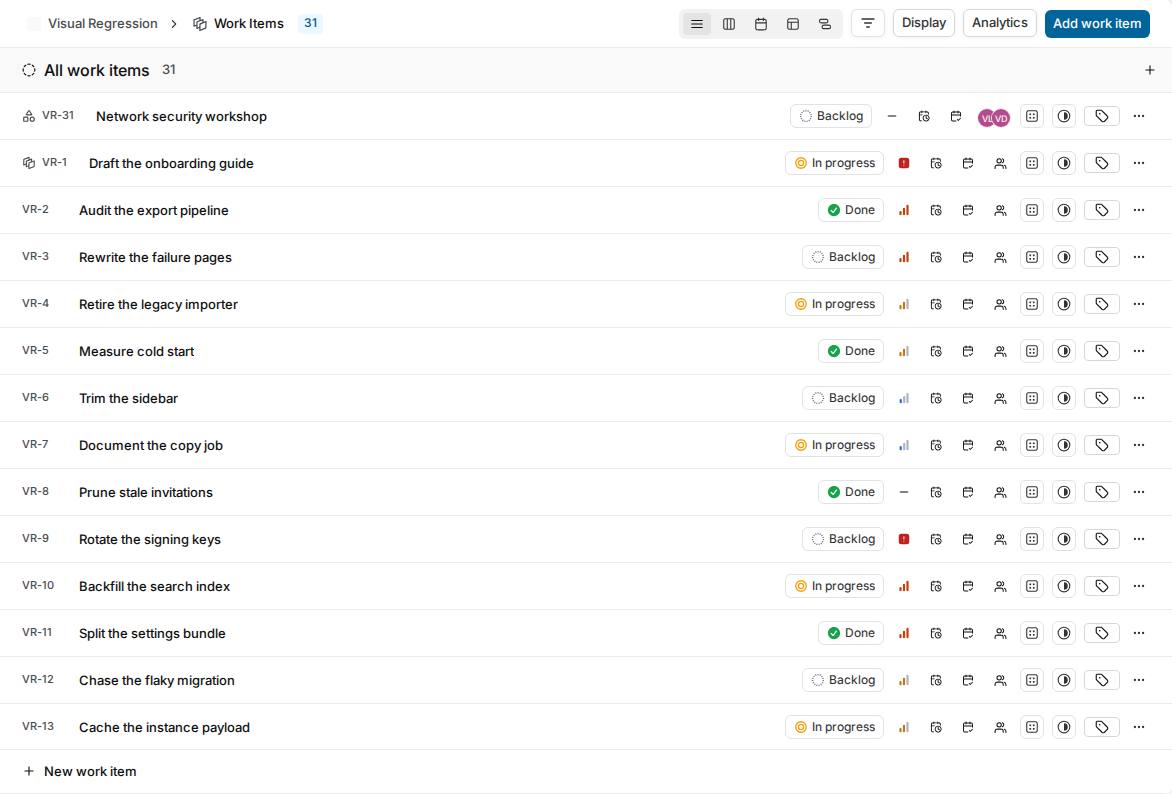 Visual Regression > Work Items 31 Display Analytics Add work item
All work items 31
VR-31 Network security workshop Backlog VL VD
VR-1 Draft the onboarding guide In progress
VR-2 Audit the export pipeline Done
VR-3 Rewrite the failure pages Backlog
VR-4 Retire the legacy importer In progress
VR-5 Measure cold start Done
VR-6 Trim the sidebar Backlog
VR-7 Document the copy job In progress
VR-8 Prune stale invitations Done
VR-9 Rotate the signing keys Backlog
VR-10 Backfill the search index In progress
VR-11 Split the settings bundle Done
VR-12 Chase the flaky migration Backlog
VR-13 Cache the instance payload In progress
New work item